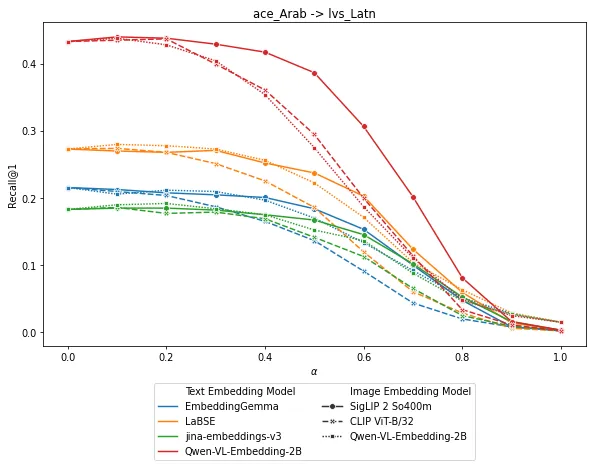 ace_Arab -> lvs_Latn
Recall@1
0.4
0.3
0.2
0.1
0.0
0.0 0.2 0.4 0.6 0.8 1.0
α
Text Embedding Model
EmbeddingGemma
LaBSE
jina-embeddings-v3
Qwen-VL-Embedding-2B
Image Embedding Model
SigLIP 2 So400m
CLIP ViT-B/32
Qwen-VL-Embedding-2B